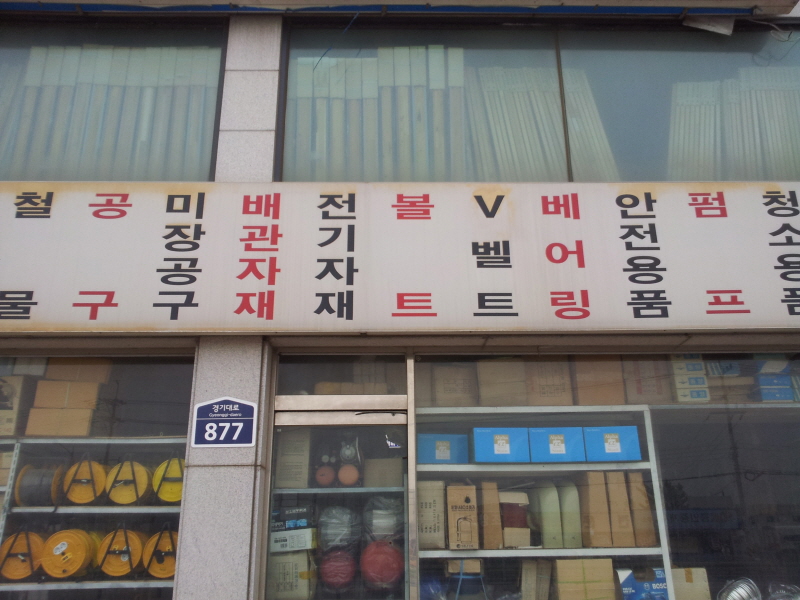 철물
공구
미장공구
배관자재
전기자재
볼트
V벨트
베어링
안전용품
펌프
청소용품
경기대로
Gyeonggi-daero
877